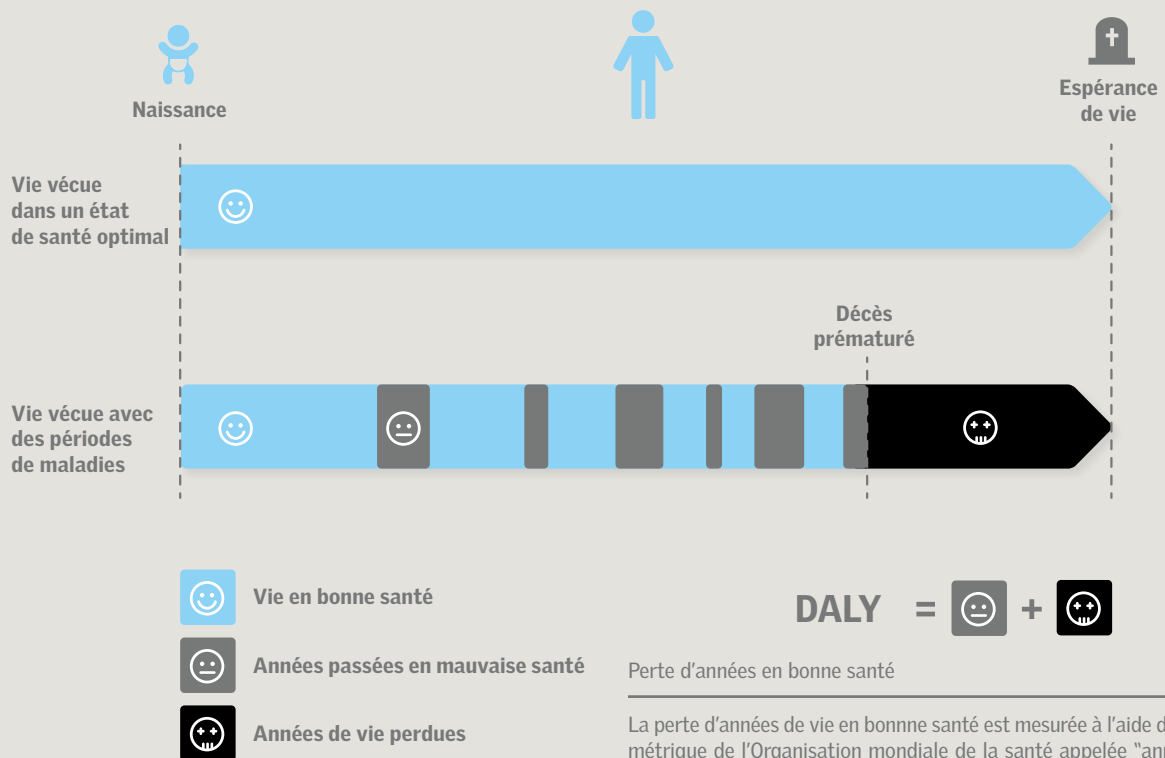 Naissance
Espérance
de vie
Vie vécue
dans un état
de santé optimal
Décès
prématuré
Vie vécue avec
des périodes
de maladies
Vie en bonne santé
Années passées en mauvaise santé
Années de vie perdues
DALY = +
Perte d'années en bonne santé
La perte d'années de vie en bonnne santé est mesurée à l'aide
métrique de l'Organisation mondiale de la santé appelée